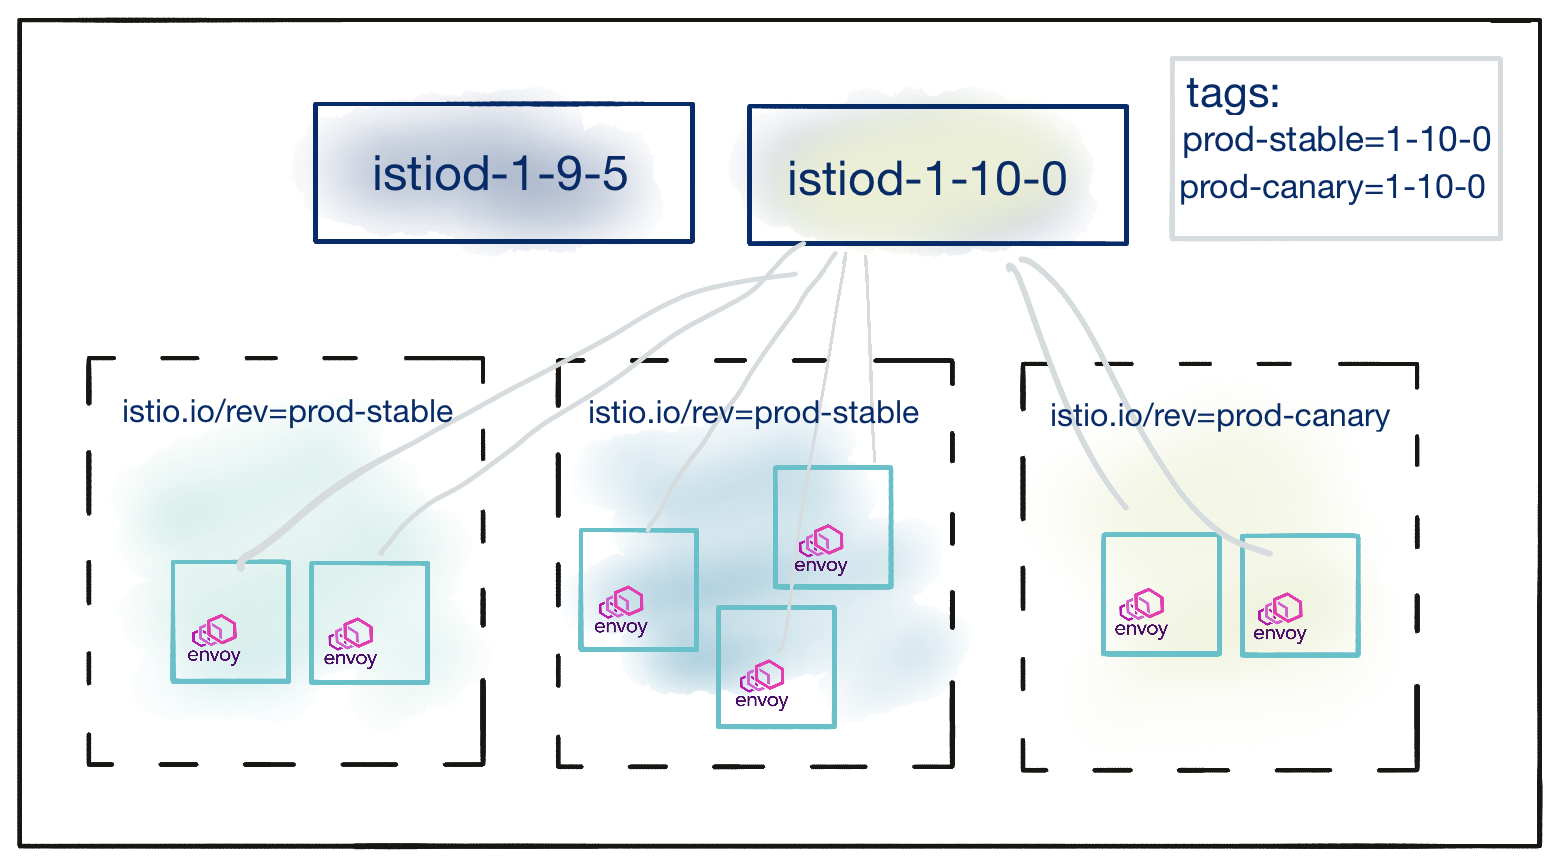 istiod-1-9-5
istiod-1-10-0
tags:
prod-stable=1-10-0
prod-canary=1-10-0
istio.io/rev=prod-stable
istio.io/rev=prod-stable
istio.io/rev=prod-canary
envoy
envoy
envoy
envoy
envoy
envoy
envoy